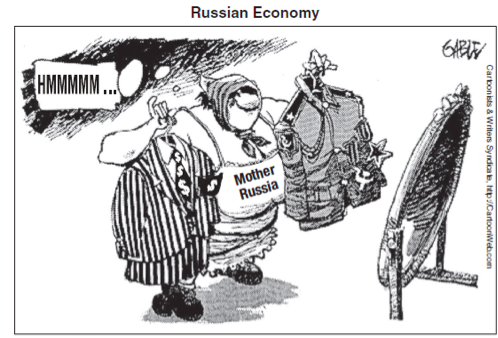 Russian Economy
GABLE
HMMMMM ...
Mother
Russia
$
$
$
$
Cartoonists & Writers Syndicate, http://CartoonWeb.com